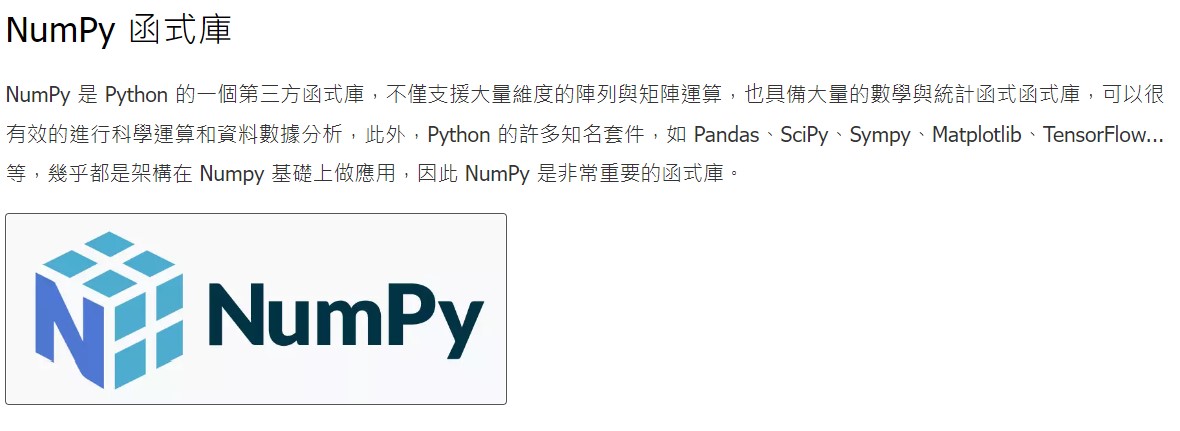 NumPy 函式庫
NumPy 是 Python 的一個第三方函式庫，不僅支援大量維度的陣列與矩陣運算，也具備大量的數學與統計函式函式庫，可以很
有效的進行科學運算和資料數據分析，此外，Python 的許多知名套件，如 Pandas、SciPy、Sympy、Matplotlib、TensorFlow...
等，幾乎都是架構在 Numpy 基礎上做應用，因此 NumPy 是非常重要的函式庫。
NumPy